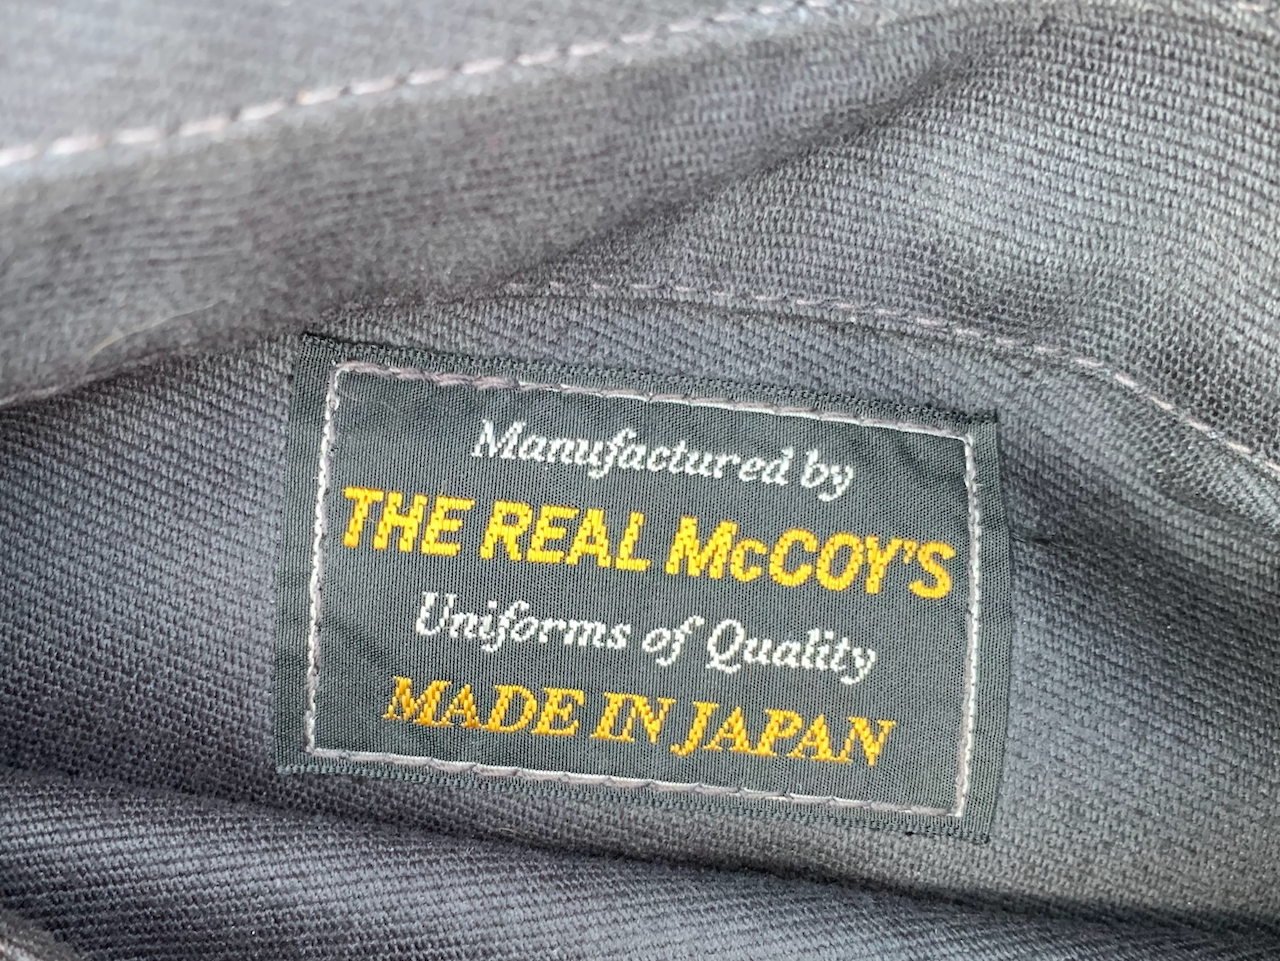 Manufactured by
THE REAL McCOY'S
Uniforms of Quality
MADE IN JAPAN